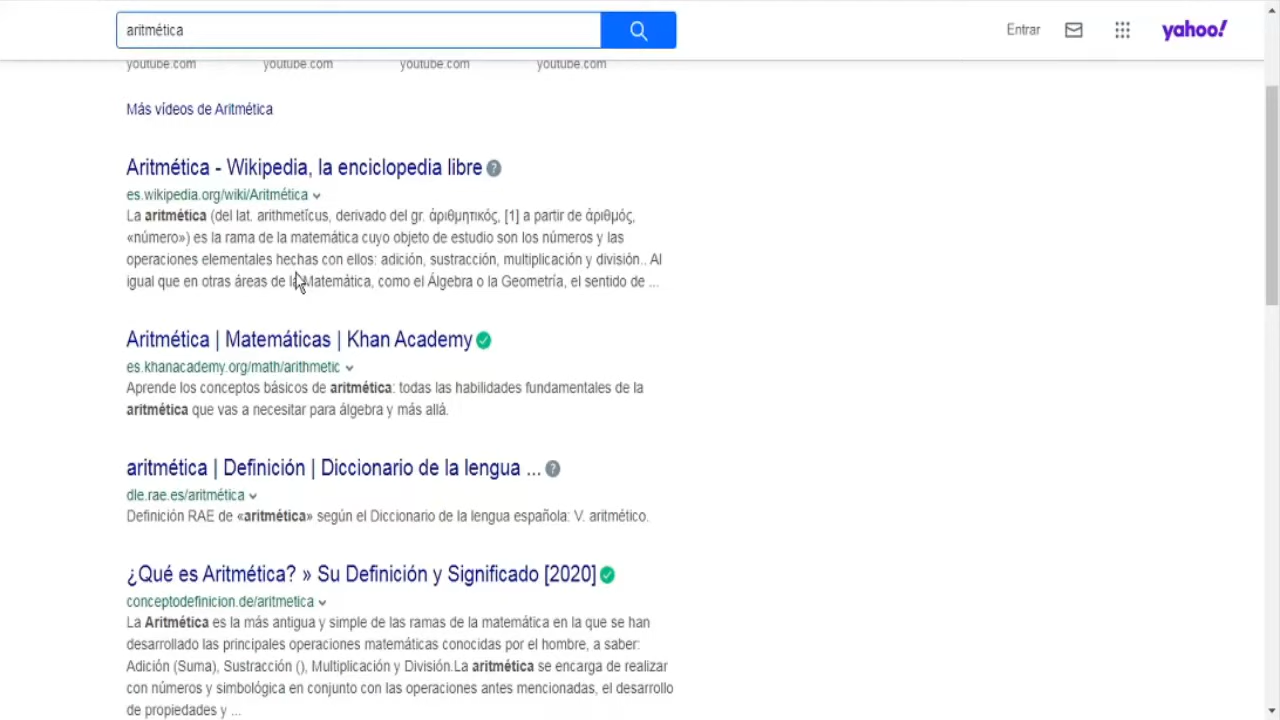 aritmética
Entrar
yahoo!
youtube.com youtube.com youtube.com youtube.com
Más vídeos de Aritmética
Aritmética - Wikipedia, la enciclopedia libre
es.wikipedia.org/wiki/Aritmética
La aritmética (del lat. arithmetĭcus, derivado del gr. ἀριθμητικός, [1] a partir de ἀριθμός,
«número») es la rama de la matemática cuyo objeto de estudio son los números y las
operaciones elementales hechas con ellos: adición, sustracción, multiplicación y división.. Al
igual que en otras áreas de la Matemática, como el Álgebra o la Geometría, el sentido de ...
Aritmética | Matemáticas | Khan Academy
es.khanacademy.org/math/arithmetic
Aprende los conceptos básicos de aritmética: todas las habilidades fundamentales de la
aritmética que vas a necesitar para álgebra y más allá.
aritmética | Definición | Diccionario de la lengua ...
dle.rae.es/aritmética
Definición RAE de «aritmética» según el Diccionario de la lengua española: V. aritmético.
¿Qué es Aritmética? » Su Definición y Significado [2020]
conceptodefinicion.de/aritmetica
La Aritmética es la más antigua y simple de las ramas de la matemática en la que se han
desarrollado las principales operaciones matemáticas conocidas por el hombre, a saber:
Adición (Suma), Sustracción (), Multiplicación y División.La aritmética se encarga de realizar
con números y simbológica en conjunto con las operaciones antes mencionadas, el desarrollo
de propiedades y ...